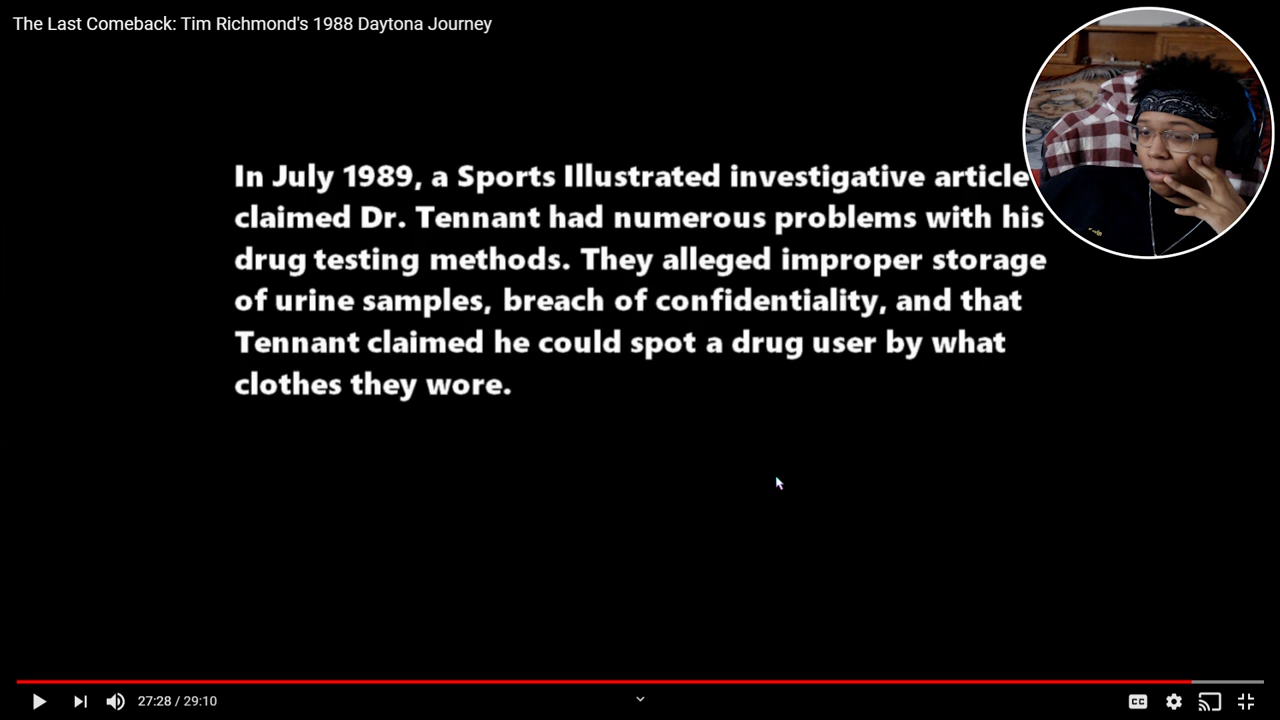 The Last Comeback: Tim Richmond's 1988 Daytona Journey
In July 1989, a Sports Illustrated investigative article
claimed Dr. Tennant had numerous problems with his
drug testing methods. They alleged improper storage
of urine samples, breach of confidentiality, and that
Tennant claimed he could spot a drug user by what
clothes they wore.
27:28 / 29:10
CC